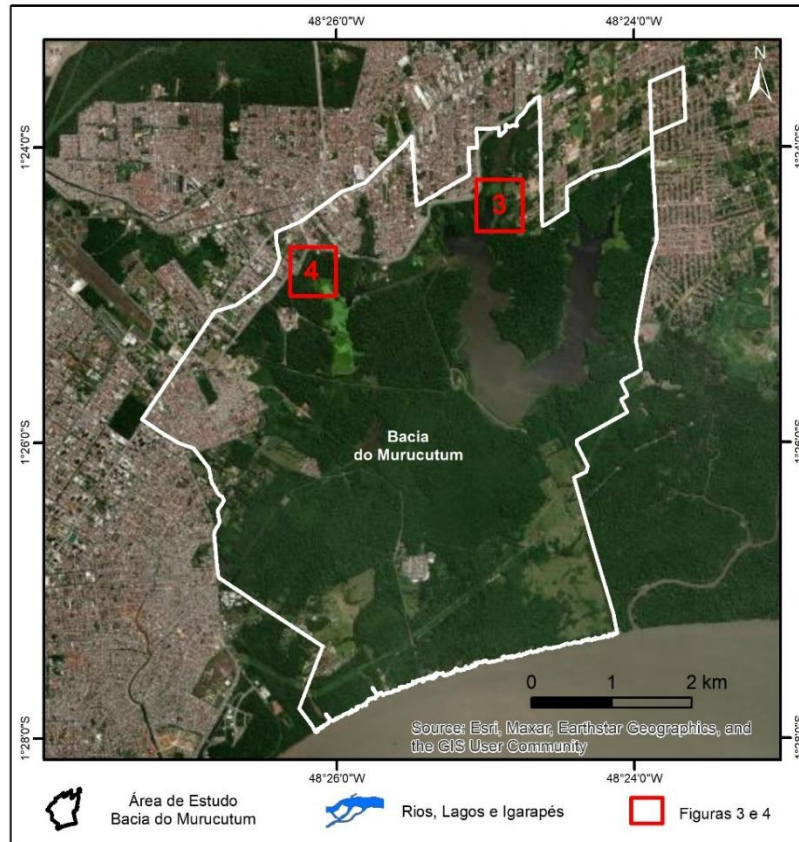 48°26'0"W
48°24'0"W
N
1°24'0"S
1°24'0"S
3
4
Bacia
do Murucutum
1°26'0"S
1°26'0"S
0 1 2 km
Source: Esri, Maxar, Earthstar Geographics, and
the GIS User Community
1°28'0"S
1°28'0"S
48°26'0"W
48°24'0"W
Área de Estudo
Bacia do Murucutum
Rios, Lagos e Igarapés
Figuras 3 e 4